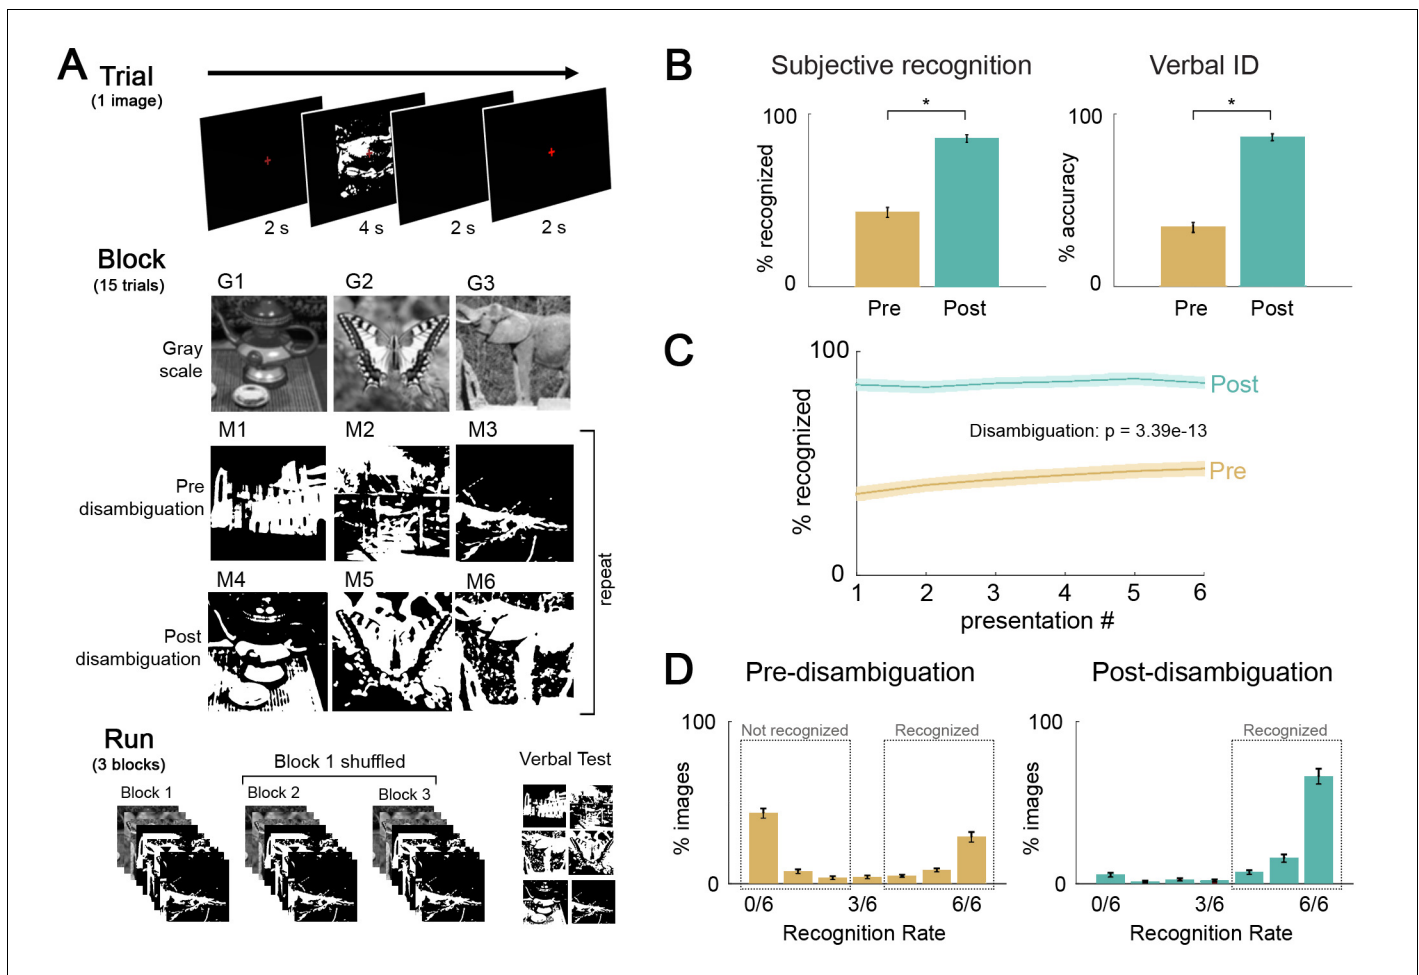 A
Trial
(1 image)
2 s
4 s
2 s
2 s
Block
(15 trials)
G1
G2
G3
Gray
scale
M1
M2
M3
Pre
disambiguation
M4
M5
M6
Post
disambiguation
repeat
Run
(3 blocks)
Block 1 shuffled
Block 1
Block 2
Block 3
Verbal Test
B
Subjective recognition
% recognized
100
0
*
Pre
Post
Verbal ID
% accuracy
100
0
*
Pre
Post
C
% recognized
100
0
Post
Disambiguation: p = 3.39e-13
Pre
1
2
3
4
5
6
presentation #
D
Pre-disambiguation
% images
100
0
Not recognized
Recognized
0/6
3/6
6/6
Recognition Rate
Post-disambiguation
% images
100
0
Recognized
0/6
3/6
6/6
Recognition Rate